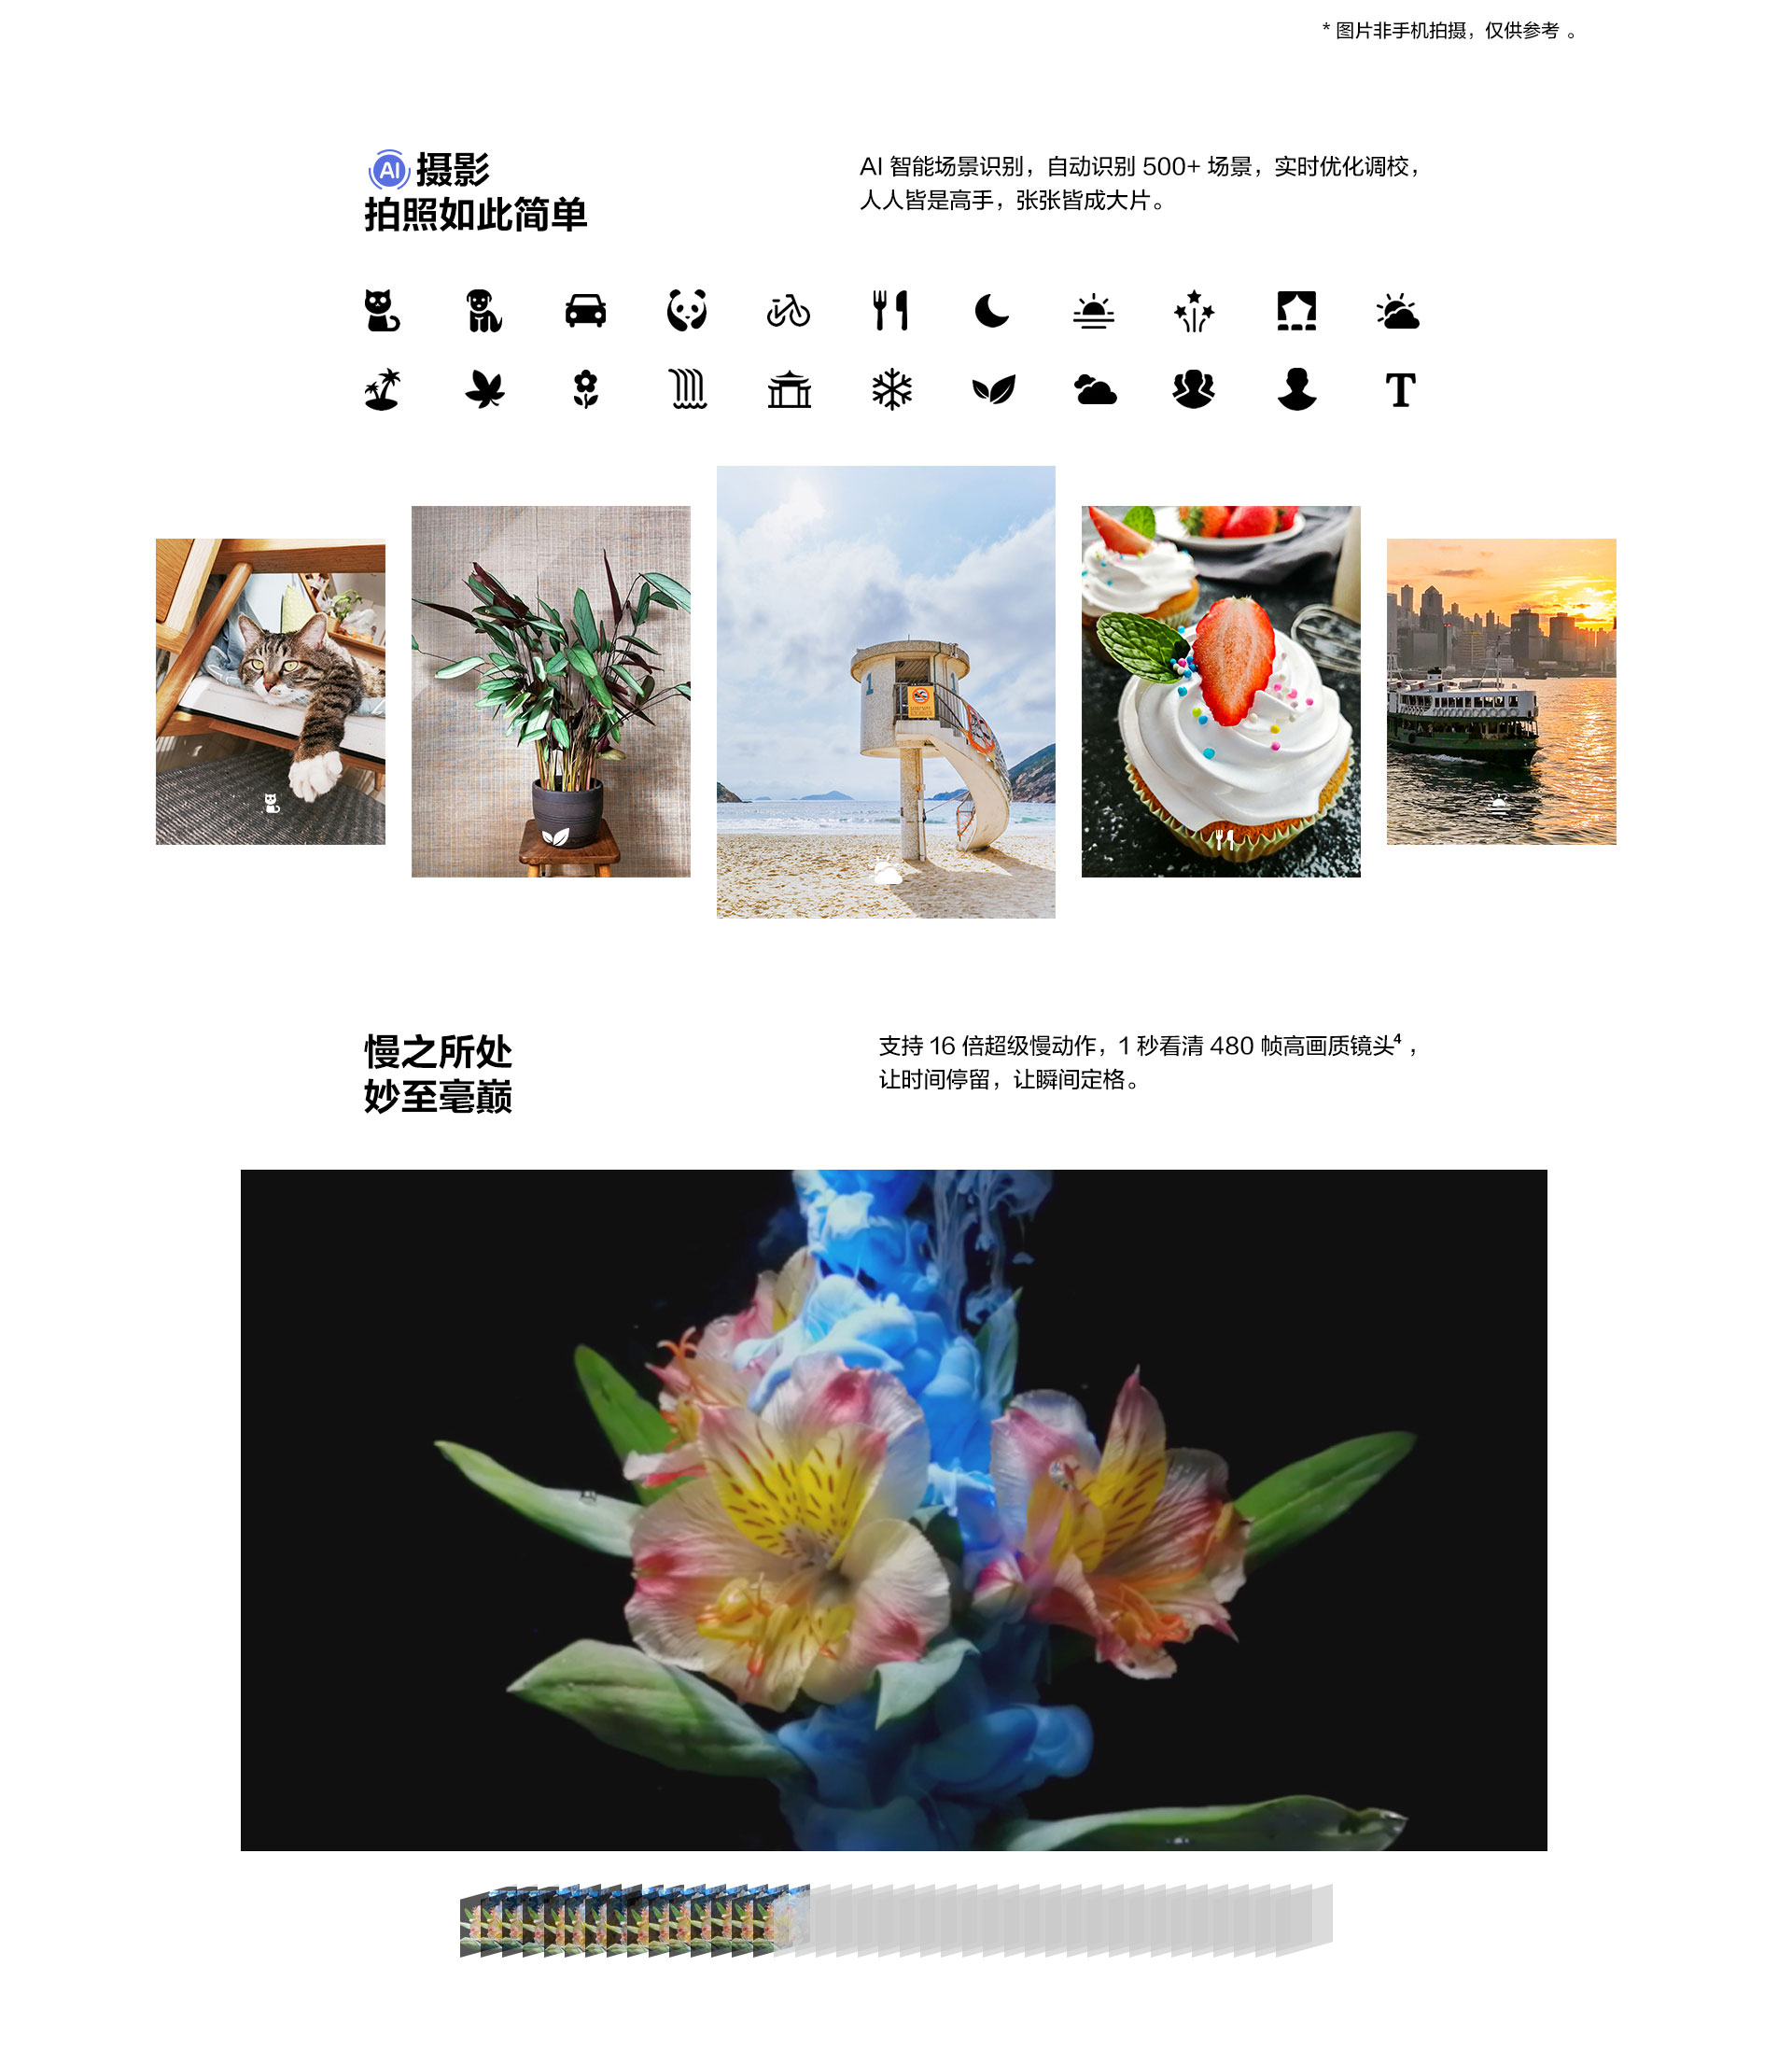 * 图片非手机拍摄，仅供参考 。
AI 摄影
拍照如此简单
AI 智能场景识别，自动识别 500+ 场景，实时优化调校，
人人皆是高手，张张皆成大片。
T
1
慢之所处
妙至毫巅
支持 16 倍超级慢动作，1 秒看清 480 帧高画质镜头⁴，
让时间停留，让瞬间定格。